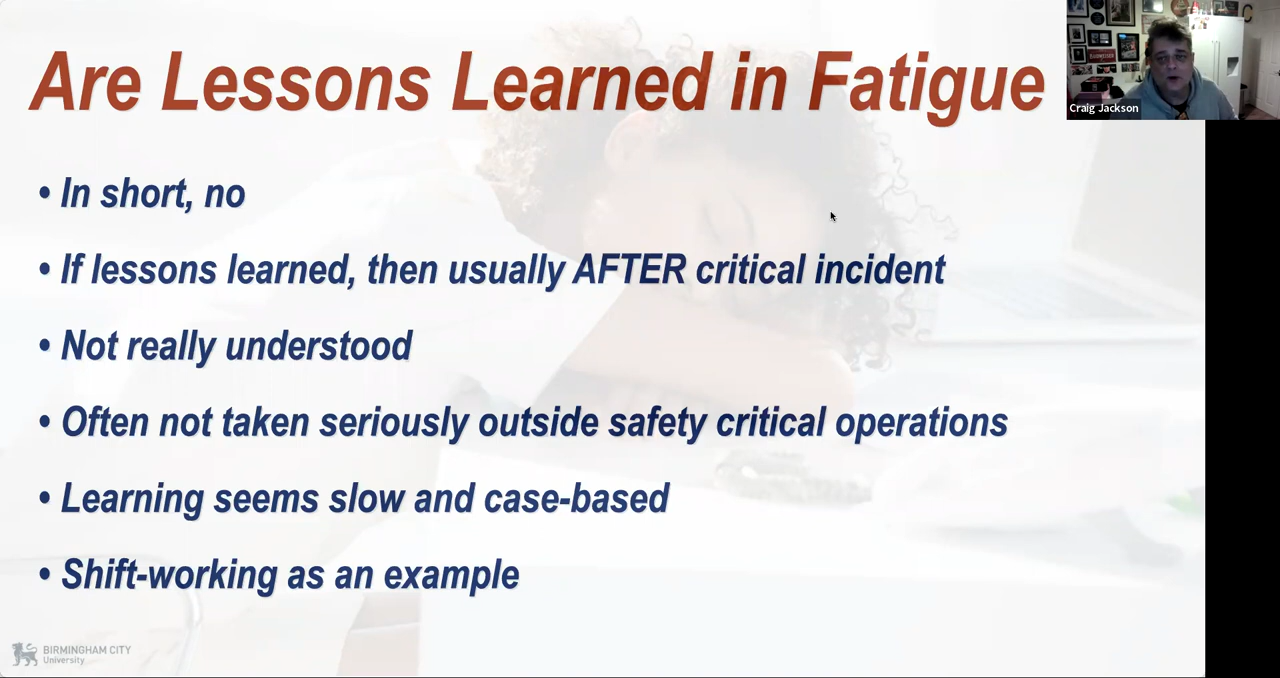 Are Lessons Learned in Fatigue
Craig Jackson
• In short, no
• If lessons learned, then usually AFTER critical incident
• Not really understood
• Often not taken seriously outside safety critical operations
• Learning seems slow and case-based
• Shift-working as an example
BIRMINGHAM CITY
University